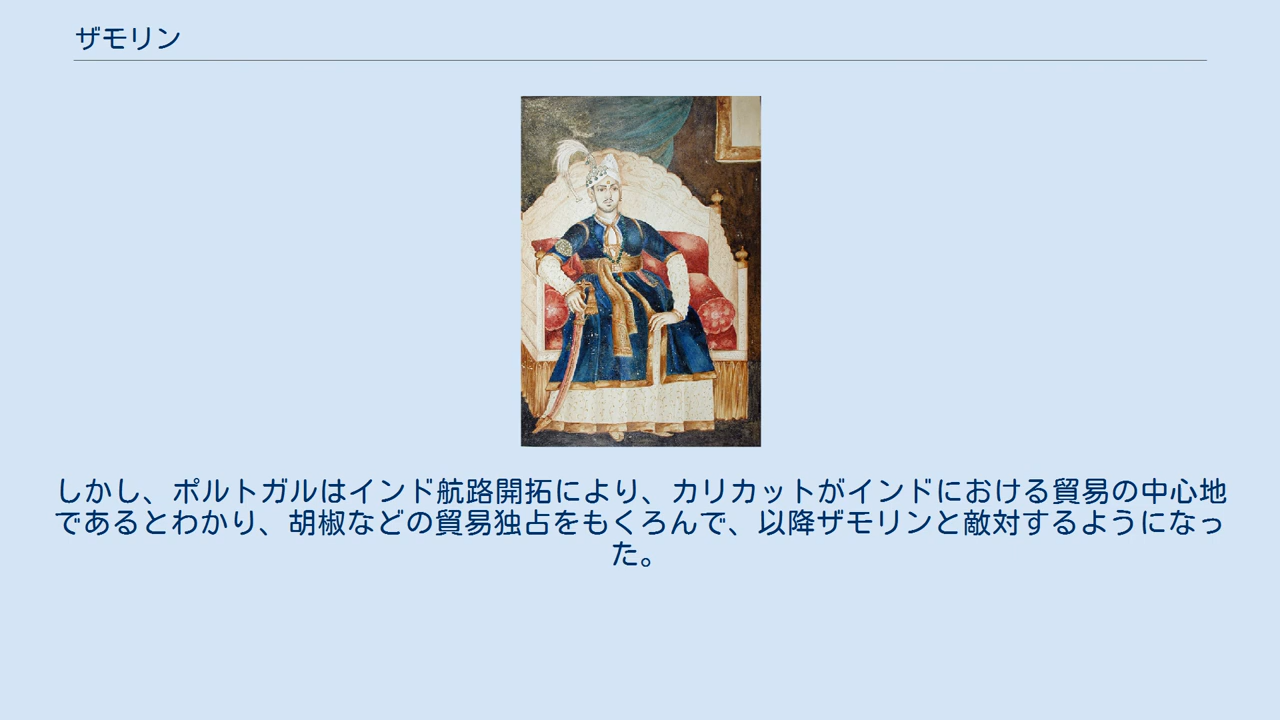 ザモリン
しかし、ポルトガルはインド航路開拓により、カリカットがインドにおける貿易の中心地
であるとわかり、胡椒などの貿易独占をもくろんで、以降ザモリンと敵対するようになっ
た。